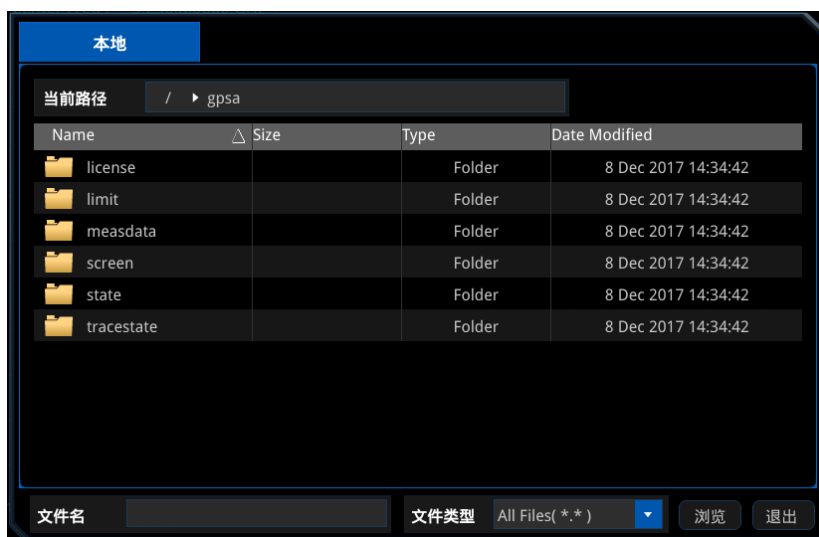 本地
当前路径 / gpsa
Name Size Type Date Modified
license Folder 8 Dec 2017 14:34:42
limit Folder 8 Dec 2017 14:34:42
measdata Folder 8 Dec 2017 14:34:42
screen Folder 8 Dec 2017 14:34:42
state Folder 8 Dec 2017 14:34:42
tracestate Folder 8 Dec 2017 14:34:42
文件名 文件类型 All Files( *.* ) 浏览 退出